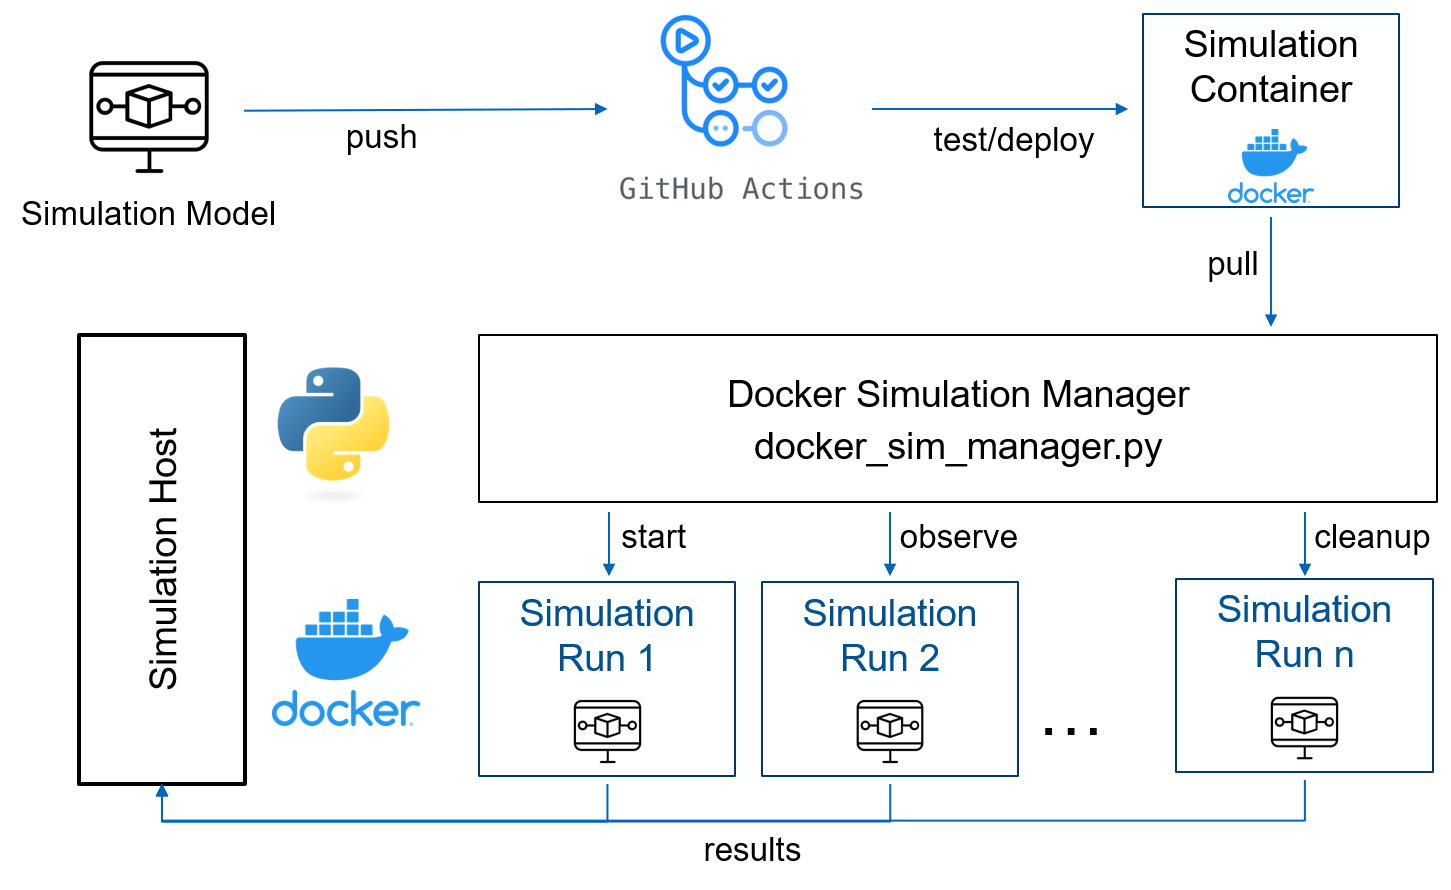 Simulation
Container
docker
push
test/deploy
GitHub Actions
Simulation Model
pull
Simulation Host
Docker Simulation Manager
docker_sim_manager.py
start
observe
cleanup
docker
Simulation
Run 1
Simulation
Run 2
...
Simulation
Run n
results